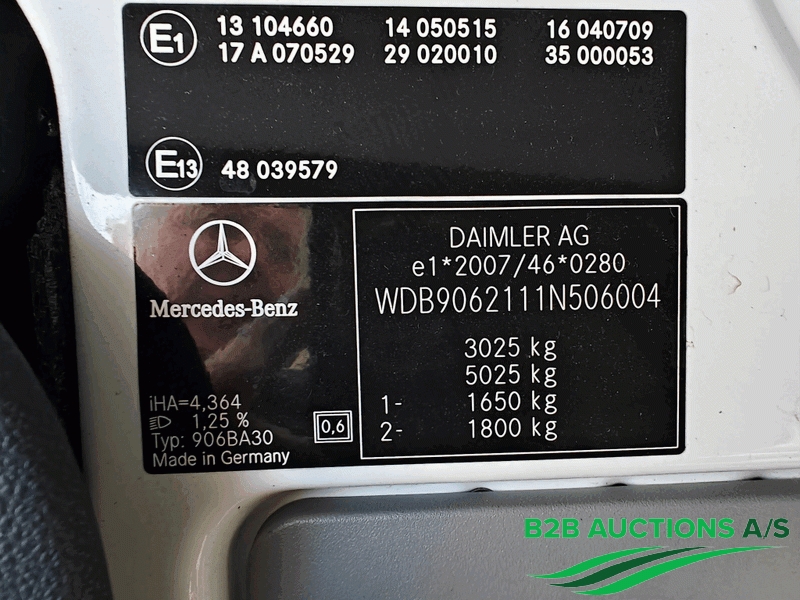 E1 13 104660 14 050515 16 040709
17 A 070529 29 020010 35 000053
E13 48 039579
Mercedes-Benz
iHA=4,364
1,25 %
Typ: 906BA30
Made in Germany
0,6
DAIMLER AG
e1*2007/46*0280
WDB9062111N506004
3025 kg
5025 kg
1- 1650 kg
2- 1800 kg
B2B AUCTIONS A/S